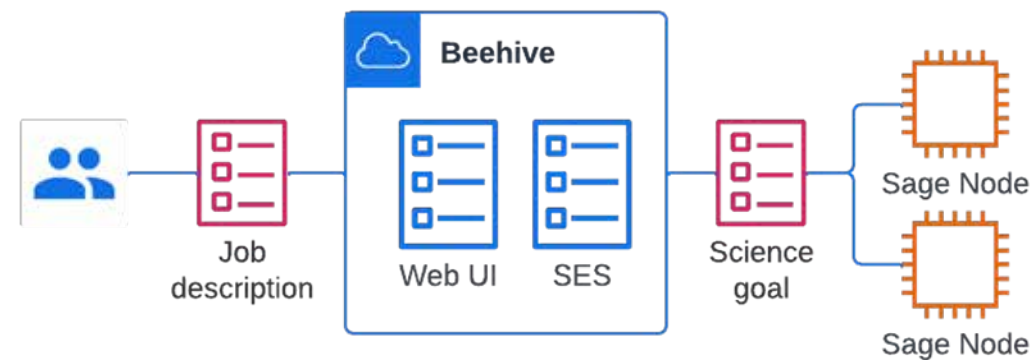 Beehive
Job
description
Web UI
SES
Science
goal
Sage Node
Sage Node